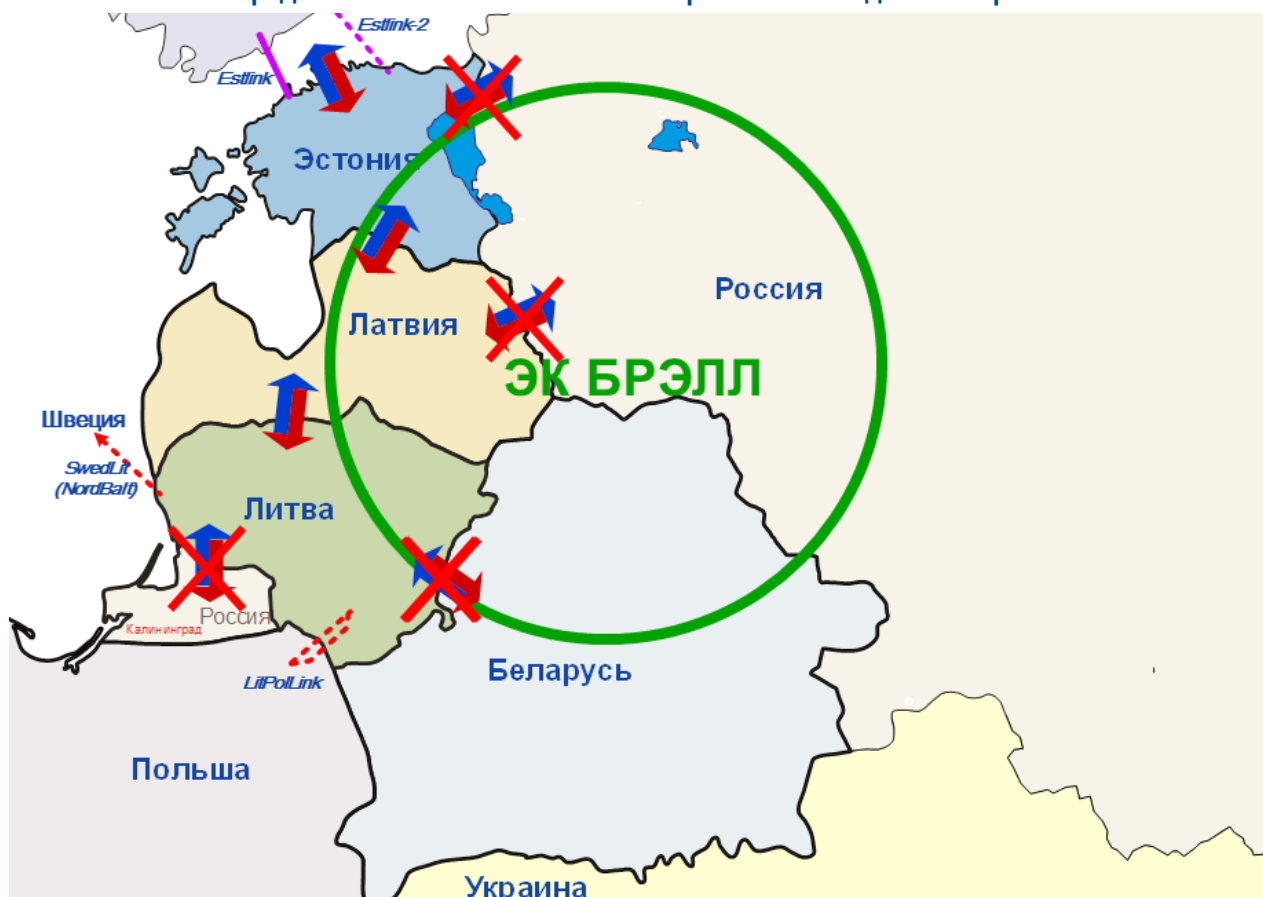 Estlink-2
Estlink
Эстония
Россия
Латвия
ЭК БРЭЛЛ
Швеция
SwedLit
(NordBalt)
Литва
Россия
Калининград
LitPolLink
Беларусь
Польша
Украина